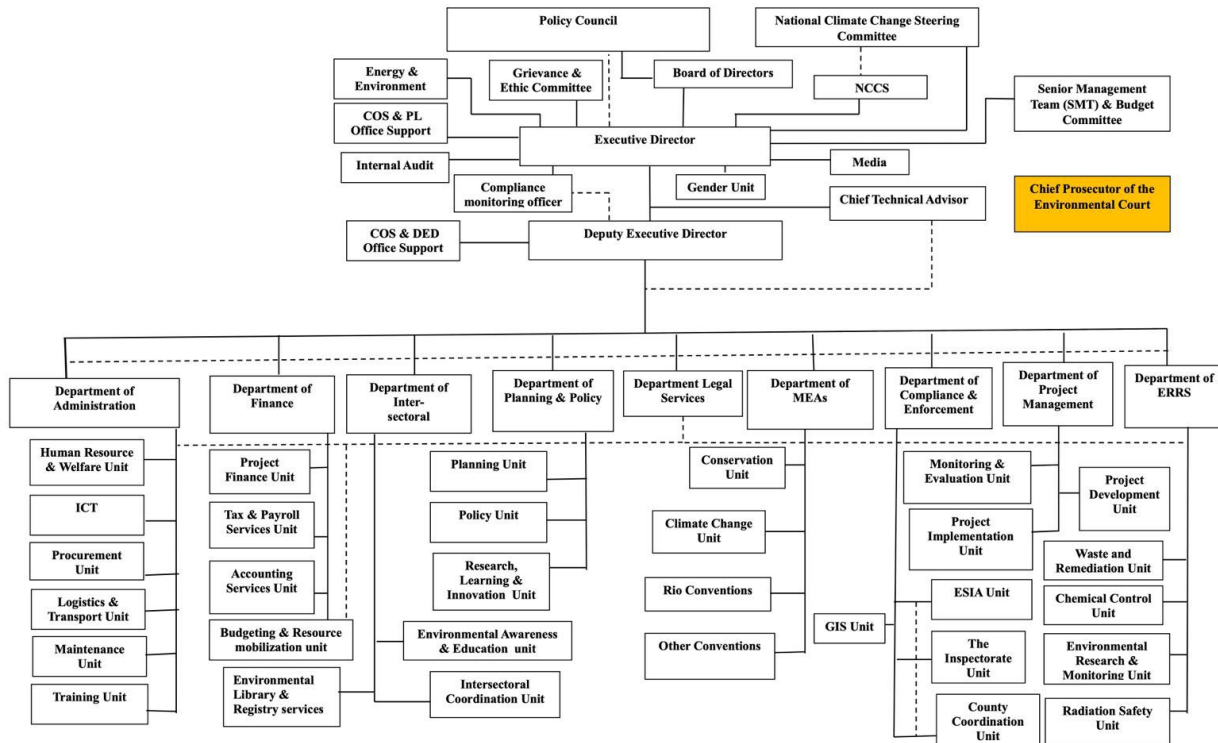 Policy Council
National Climate Change Steering
Committee
Energy &
Environment
Grievance &
Ethic Committee
Board of Directors
NCCS
Senior Management
Team (SMT) & Budget
Committee
COS & PL
Office Support
Executive Director
Internal Audit
Media
Compliance
monitoring officer
Gender Unit
Chief Technical Advisor
Chief Prosecutor of the
Environmental Court
COS & DED
Office Support
Deputy Executive Director
Department of
Administration
Department of
Finance
Department of
Inter-
sectoral
Department of
Planning & Policy
Department Legal
Services
Department of
MEAs
Department of
Compliance &
Enforcement
Department of
Project
Management
Department of
ERRS
Human Resource
& Welfare Unit
ICT
Procurement
Unit
Logistics &
Transport Unit
Maintenance
Unit
Training Unit
Project
Finance Unit
Tax & Payroll
Services Unit
Accounting
Services Unit
Budgeting & Resource
mobilization unit
Environmental
Library &
Registry services
Environmental Awareness
& Education unit
Intersectoral
Coordination Unit
Planning Unit
Policy Unit
Research,
Learning &
Innovation Unit
Conservation
Unit
Climate Change
Unit
Rio Conventions
Other Conventions
GIS Unit
ESIA Unit
The
Inspectorate
Unit
County
Coordination
Unit
Monitoring &
Evaluation Unit
Project
Implementation
Unit
Project
Development
Unit
Waste and
Remediation Unit
Chemical Control
Unit
Environmental
Research &
Monitoring Unit
Radiation Safety
Unit